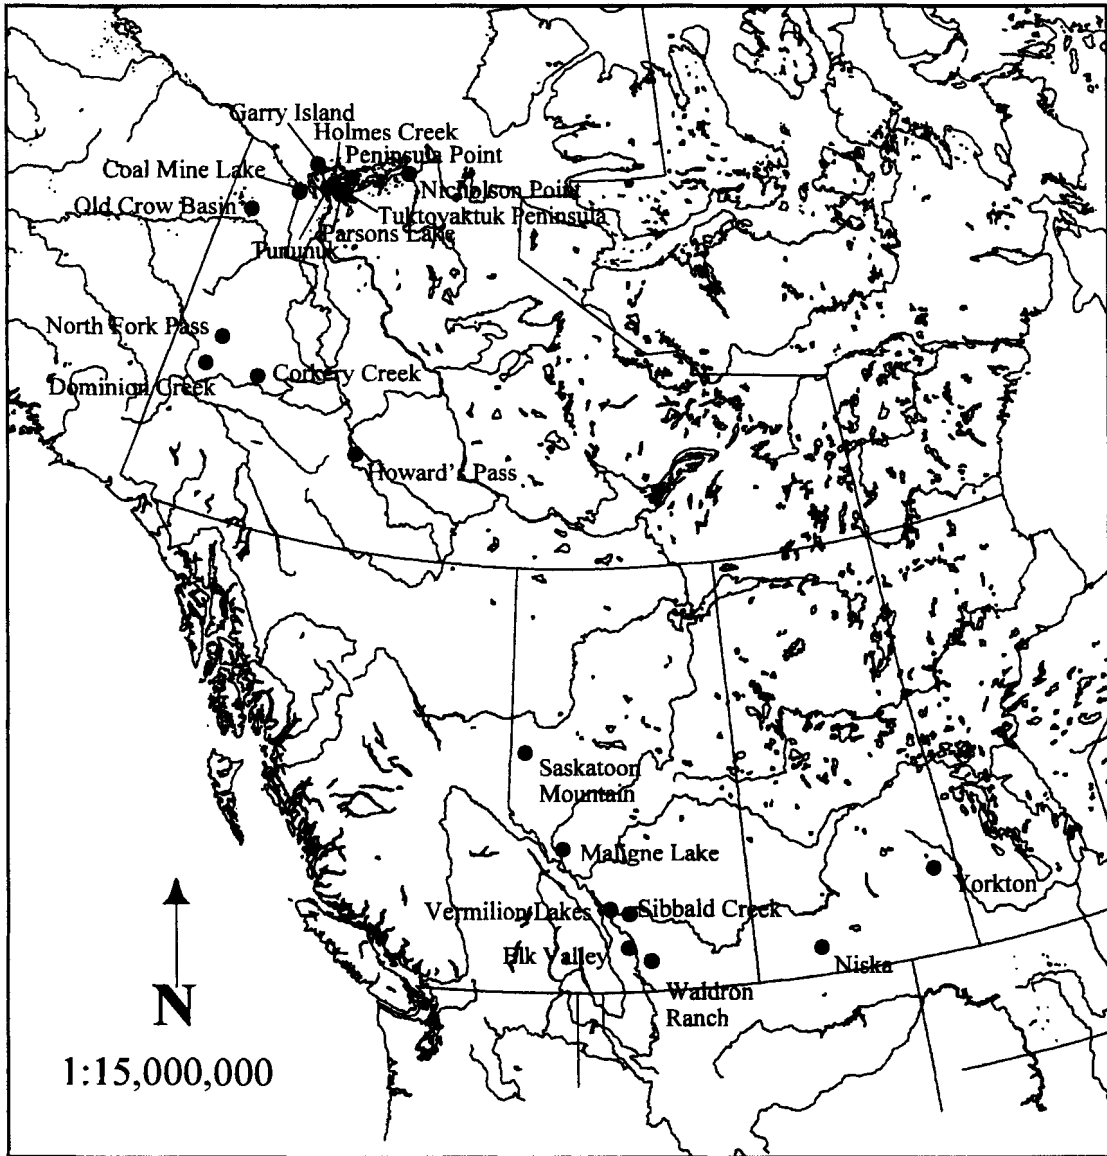 Garry Island
Holmes Creek
Peninsula Point
Coal Mine Lake
Nicholson Point
Old Crow Basin
Tuktoyaktuk Peninsula
Parsons Lake
Tununuk
North Fork Pass
Dominion Creek
Corkery Creek
Howard's Pass
Saskatoon
Mountain
Maligne Lake
Yorkton
Vermilion Lakes
Sibbald Creek
Elk Valley
Niska
Waldron
Ranch
N
1:15,000,000